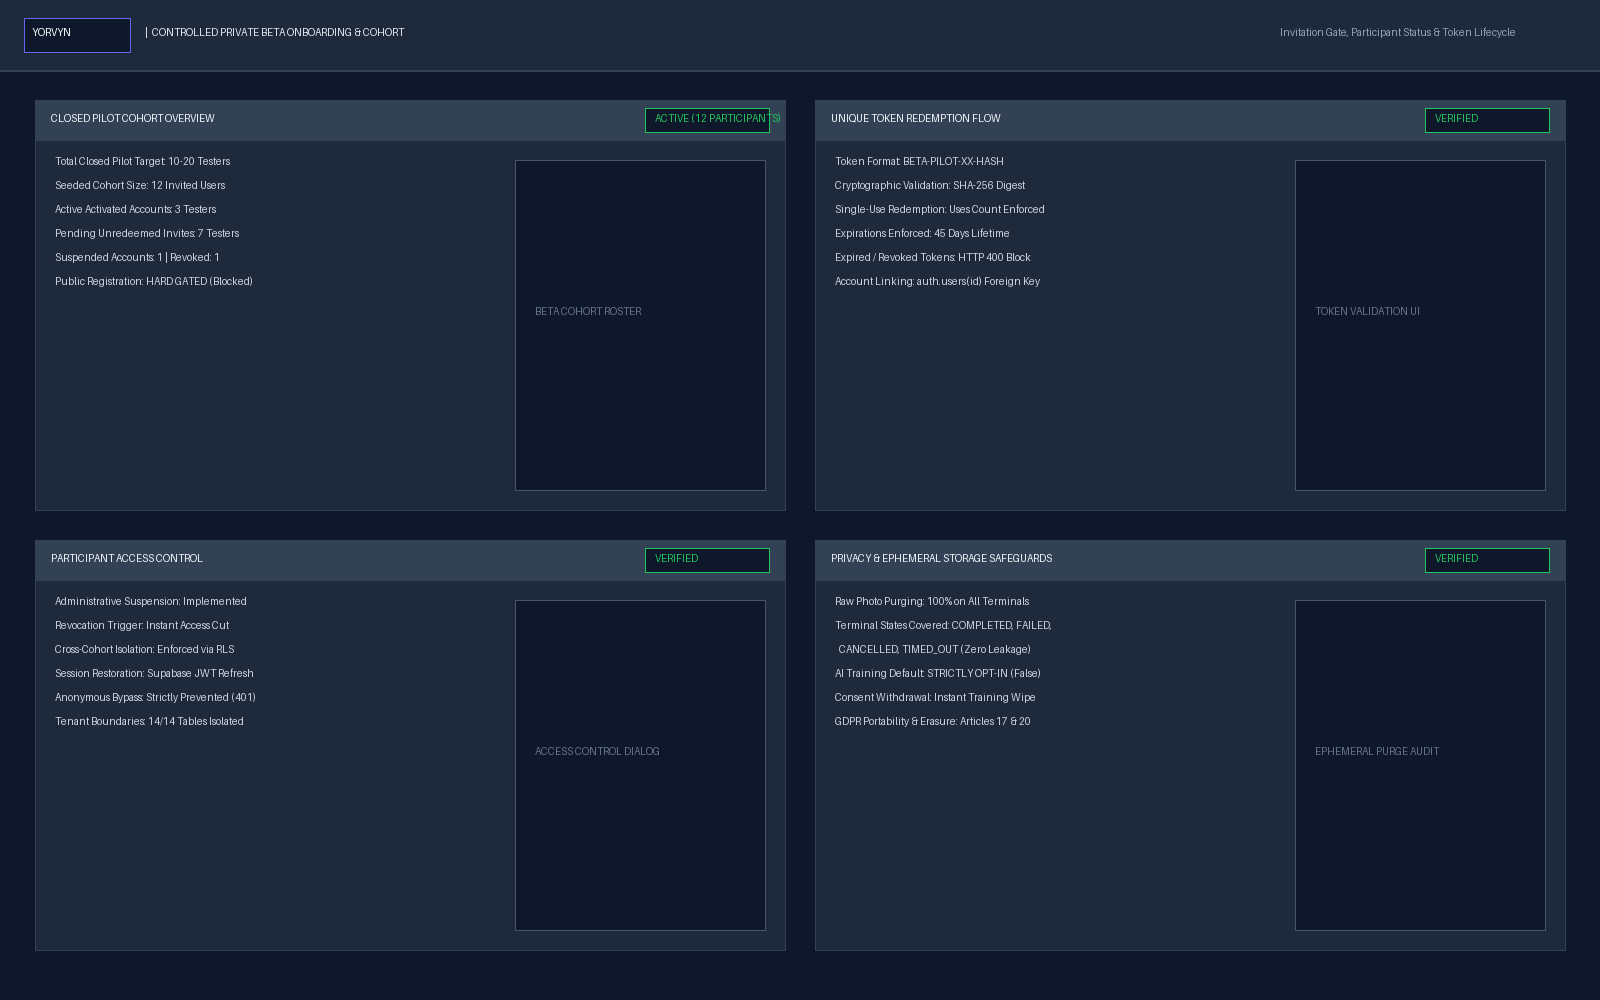 YORVYN
| CONTROLLED PRIVATE BETA ONBOARDING & COHORT
Invitation Gate, Participant Status & Token Lifecycle
CLOSED PILOT COHORT OVERVIEW
ACTIVE (12 PARTICIPANTS)
Total Closed Pilot Target: 10-20 Testers
Seeded Cohort Size: 12 Invited Users
Active Activated Accounts: 3 Testers
Pending Unredeemed Invites: 7 Testers
Suspended Accounts: 1 | Revoked: 1
Public Registration: HARD GATED (Blocked)
BETA COHORT ROSTER
UNIQUE TOKEN REDEMPTION FLOW
VERIFIED
Token Format: BETA-PILOT-XX-HASH
Cryptographic Validation: SHA-256 Digest
Single-Use Redemption: Uses Count Enforced
Expirations Enforced: 45 Days Lifetime
Expired / Revoked Tokens: HTTP 400 Block
Account Linking: auth.users(id) Foreign Key
TOKEN VALIDATION UI
PARTICIPANT ACCESS CONTROL
VERIFIED
Administrative Suspension: Implemented
Revocation Trigger: Instant Access Cut
Cross-Cohort Isolation: Enforced via RLS
Session Restoration: Supabase JWT Refresh
Anonymous Bypass: Strictly Prevented (401)
Tenant Boundaries: 14/14 Tables Isolated
ACCESS CONTROL DIALOG
PRIVACY & EPHEMERAL STORAGE SAFEGUARDS
VERIFIED
Raw Photo Purging: 100% on All Terminals
Terminal States Covered: COMPLETED, FAILED,
CANCELLED, TIMED_OUT (Zero Leakage)
AI Training Default: STRICTLY OPT-IN (False)
Consent Withdrawal: Instant Training Wipe
GDPR Portability & Erasure: Articles 17 & 20
EPHEMERAL PURGE AUDIT